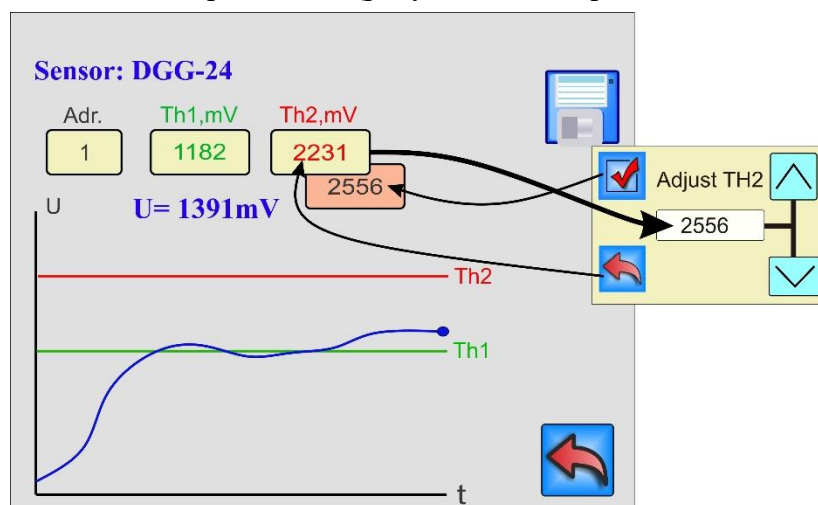 Sensor: DGG-24
Adr. Th1,mV Th2,mV
1 1182 2231
2556
U U= 1391mV
Th2
Th1
t
Adjust TH2
2556